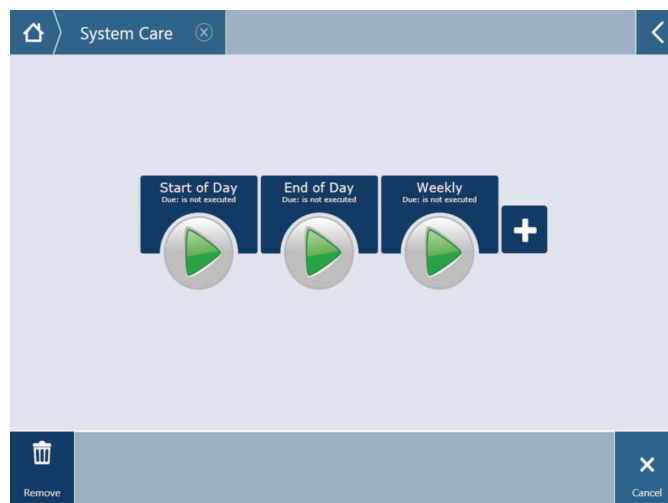 System Care
Start of Day
Due: is not executed
End of Day
Due: is not executed
Weekly
Due: is not executed
Remove
Cancel